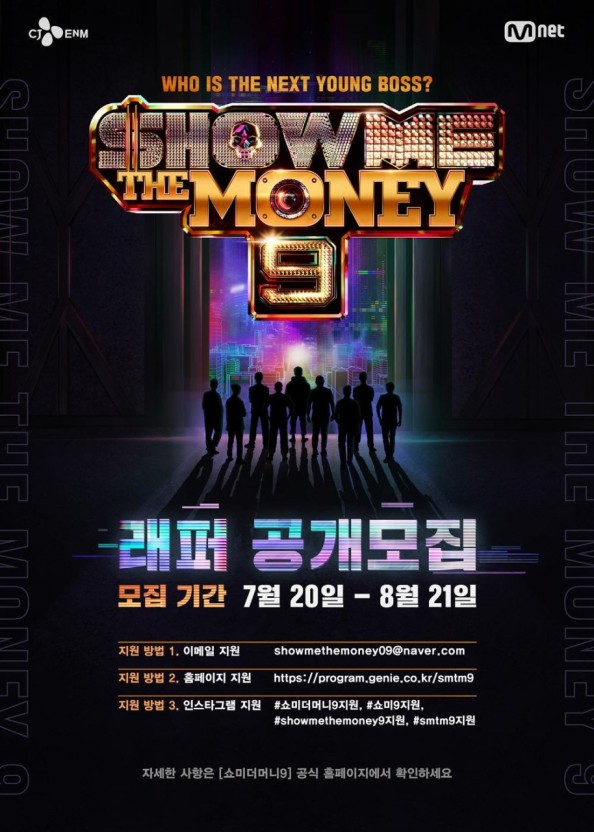 CJ ENM
Mnet
WHO IS THE NEXT YOUNG BOSS?
$HOW ME
THE MONEY
9
SHOW ME THE MONEY 9
SHOW ME THE MONEY 9
래퍼 공개모집
모집 기간 7월 20일 – 8월 21일
지원 방법 1. 이메일 지원 showmethemoney09@naver.com
지원 방법 2. 홈페이지 지원 https://program.genie.co.kr/smtm9
지원 방법 3. 인스타그램 지원 #쇼미더머니9지원, #쇼미9지원,
#showmethemoney9지원, #smtm9지원
자세한 사항은 [쇼미더머니9] 공식 홈페이지에서 확인하세요